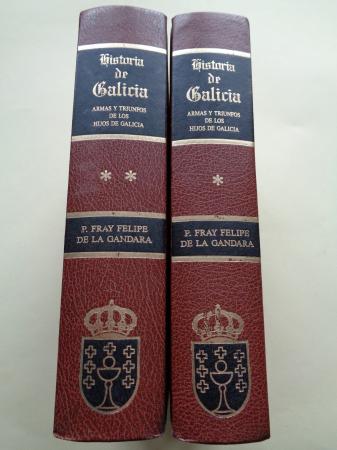 Historia
de
Galicia
ARMAS Y TRIUNFOS
DE LOS
HIJOS DE GALICIA
* *
P. FRAY FELIPE
DE LA GANDARA
Historia
de
Galicia
ARMAS Y TRIUNFOS
DE LOS
HIJOS DE GALICIA
*
P. FRAY FELIPE
DE LA GANDARA